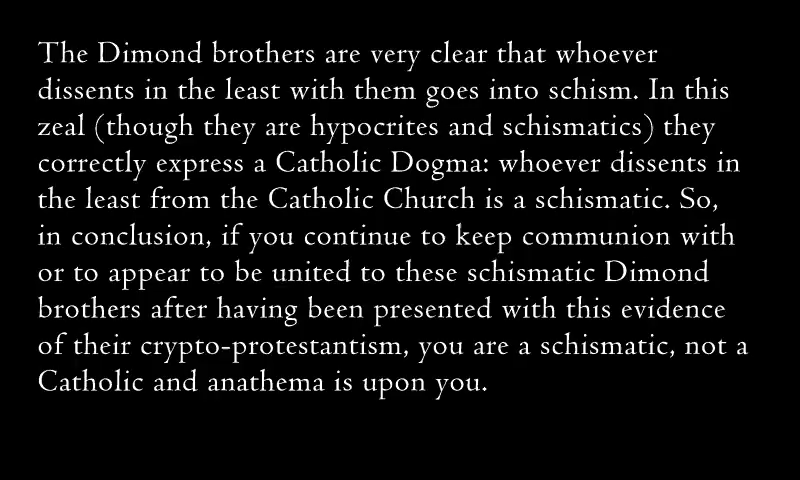 The Dimond brothers are very clear that whoever
dissents in the least with them goes into schism. In this
zeal (though they are hypocrites and schismatics) they
correctly express a Catholic Dogma: whoever dissents in
the least from the Catholic Church is a schismatic. So,
in conclusion, if you continue to keep communion with
or to appear to be united to these schismatic Dimond
brothers after having been presented with this evidence
of their crypto-protestantism, you are a schismatic, not a
Catholic and anathema is upon you.